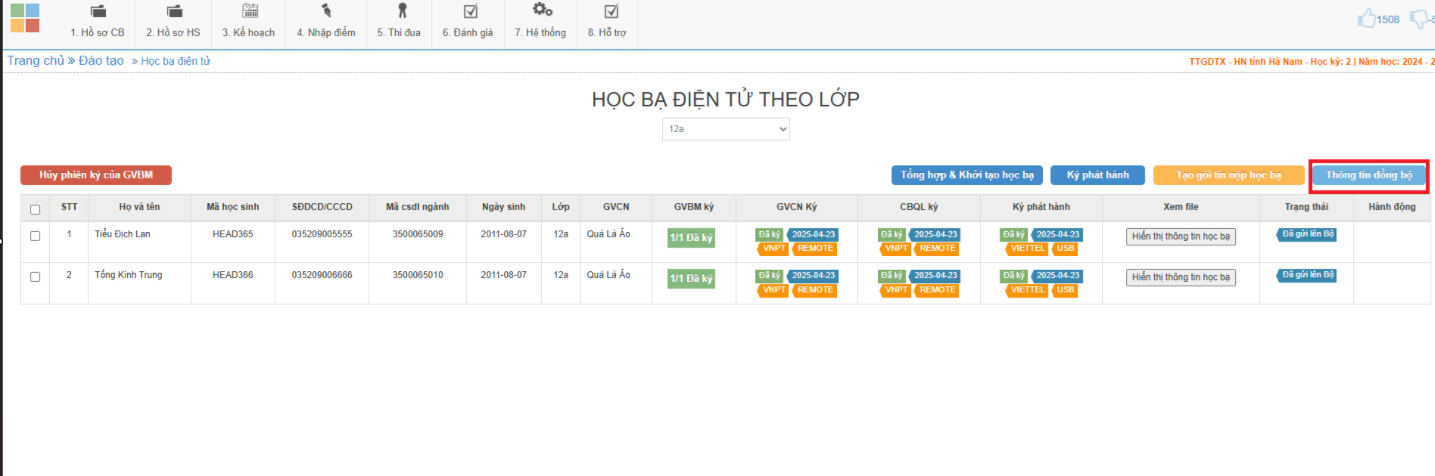 1. Hồ sơ CB 2. Hồ sơ HS 3. Kế hoạch 4. Nhập điểm 5. Thi đua 6. Đánh giá 7. Hệ thống 8. Hỗ trợ
1508 -5
Trang chủ » Đào tạo » Học bạ điện tử
TTGDTX - HN tỉnh Hà Nam - Học kỳ: 2 | Năm học: 2024 - 2
HỌC BẠ ĐIỆN TỬ THEO LỚP
12a
Hủy phiên ký của GVBM Tổng hợp & Khởi tạo học bạ Ký phát hành Tạo gói tin nộp học bạ Thông tin đồng bộ
STT Họ và tên Mã học sinh SĐDCD/CCCD Mã csdl ngành Ngày sinh Lớp GVCN GVBM ký GVCN Ký CBQL ký Ký phát hành Xem file Trạng thái Hành động
1 Tiểu Địch Lan HEAD365 035209005555 3500065009 2011-08-07 12a Quá Là Ảo 1/1 Đã ký Đã ký 2025-04-23 Đã ký 2025-04-23 Đã ký 2025-04-23 Hiển thị thông tin học bạ Đã gửi lên Bộ
VNPT REMOTE VNPT REMOTE VIETTEL USB
2 Tống Kính Trung HEAD366 035209006666 3500065010 2011-08-07 12a Quá Là Ảo 1/1 Đã ký Đã ký 2025-04-23 Đã ký 2025-04-23 Đã ký 2025-04-23 Hiển thị thông tin học bạ Đã gửi lên Bộ
VNPT REMOTE VNPT REMOTE VIETTEL USB